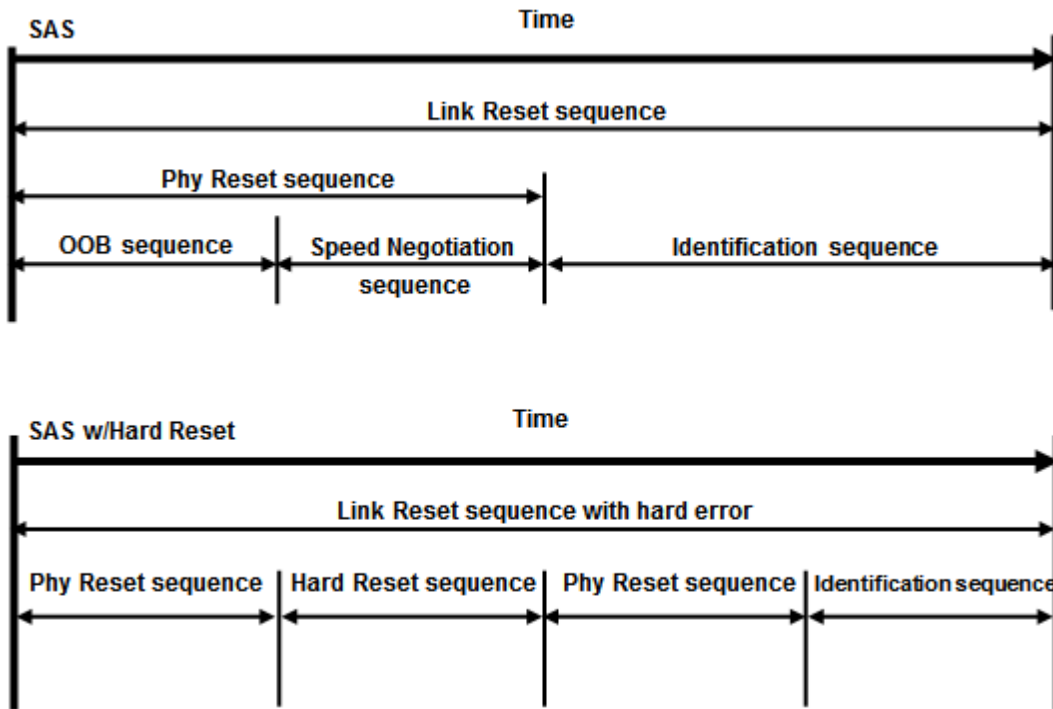 Time
SAS
Link Reset sequence
Phy Reset sequence
OOB sequence
Speed Negotiation
sequence
Identification sequence
Time
SAS w/Hard Reset
Link Reset sequence with hard error
Phy Reset sequence
Hard Reset sequence
Phy Reset sequence
Identification sequence